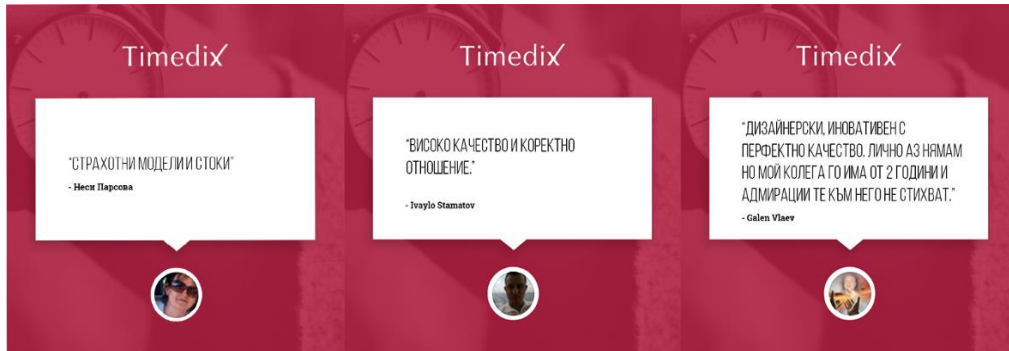 Timedix
"СТРАХОТНИ МОДЕЛИ И СТОКИ"
- Неси Парсова
Timedix
"ВИСОКО КАЧЕСТВО И КОРЕКТНО
ОТНОШЕНИЕ."
- Ivaylo Stamatov
Timedix
"ДИЗАЙНЕРСКИ, ИНОВАТИВЕН С
ПЕРФЕКТНО КАЧЕСТВО. ЛИЧНО АЗ НЯМАМ
НО МОЙ КОЛЕГА ГО ИМА ОТ 2 ГОДИНИ И
АДМИРАЦИИ ТЕ КЪМ НЕГО НЕ СТИХВАТ."
- Galen Vlaev